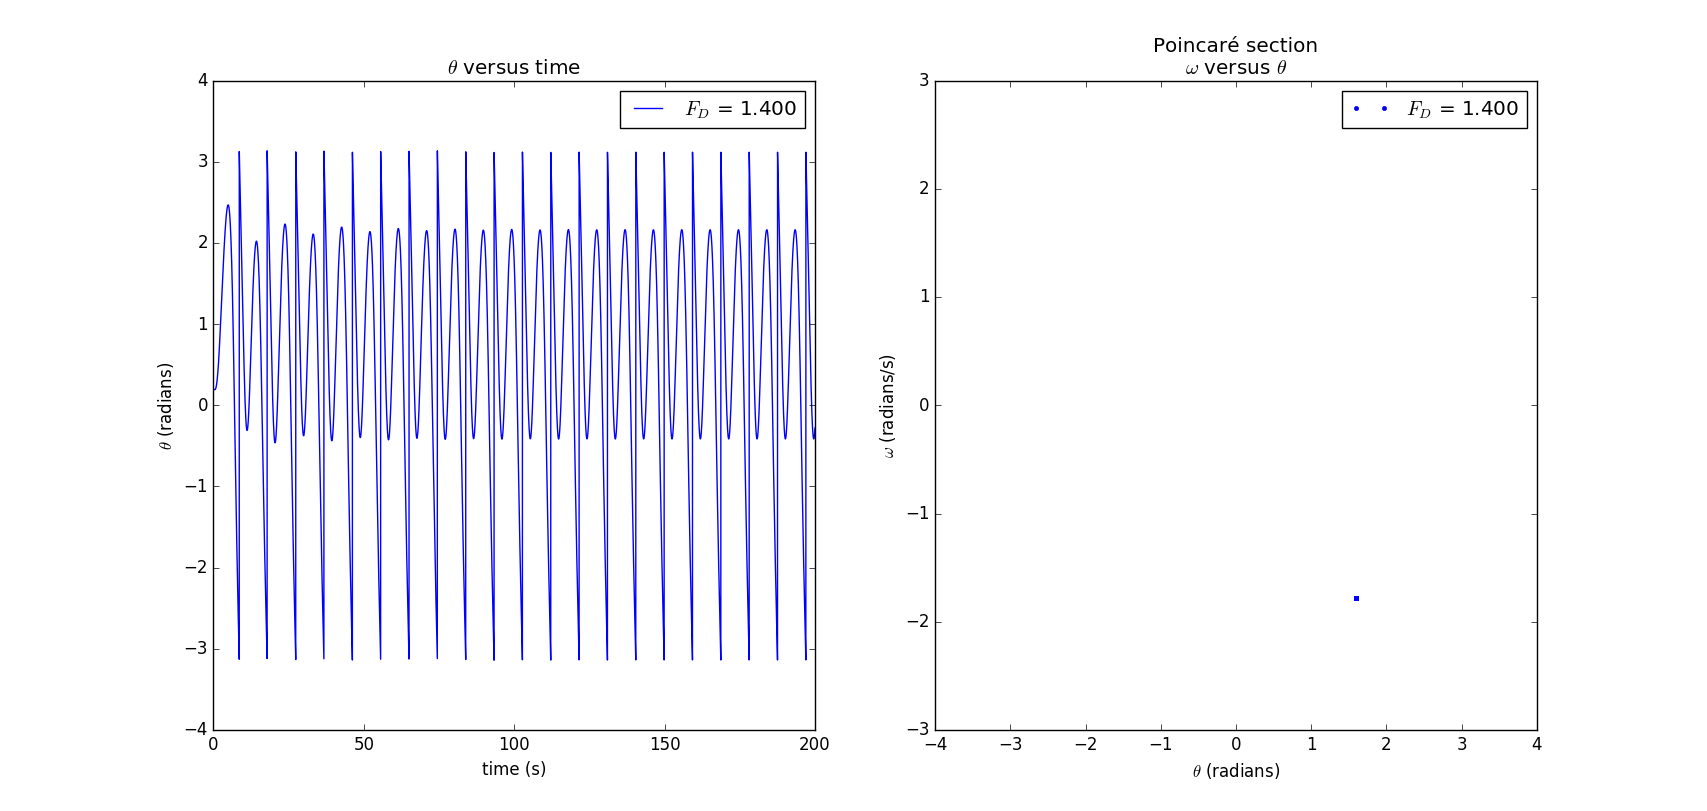 θ versus time
F_D = 1.400
4
3
2
1
0
−1
−2
−3
−4
θ (radians)
0 50 100 150 200
time (s)
Poincaré section
ω versus θ
F_D = 1.400
3
2
1
0
−1
−2
−3
ω (radians/s)
−4 −3 −2 −1 0 1 2 3 4
θ (radians)